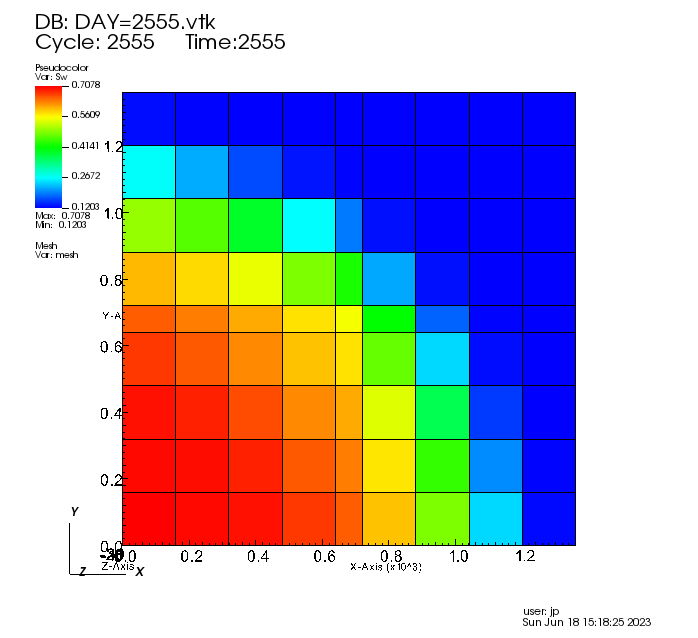 DB: DAY=2555.vtk
Cycle: 2555 Time:2555
Pseudocolor
Var: Sw
0.7078
0.5609
0.4141
0.2672
0.1203
Max: 0.7078
Min: 0.1203
Mesh
Var: mesh
1.2
1.0
0.8
Y-A
0.6
0.4
0.2
0.0
0.0 0.2 0.4 0.6 0.8 1.0 1.2
Z-Axis
X-Axis (x10^3)
Y
Z
X
user: jp
Sun Jun 18 15:18:25 2023